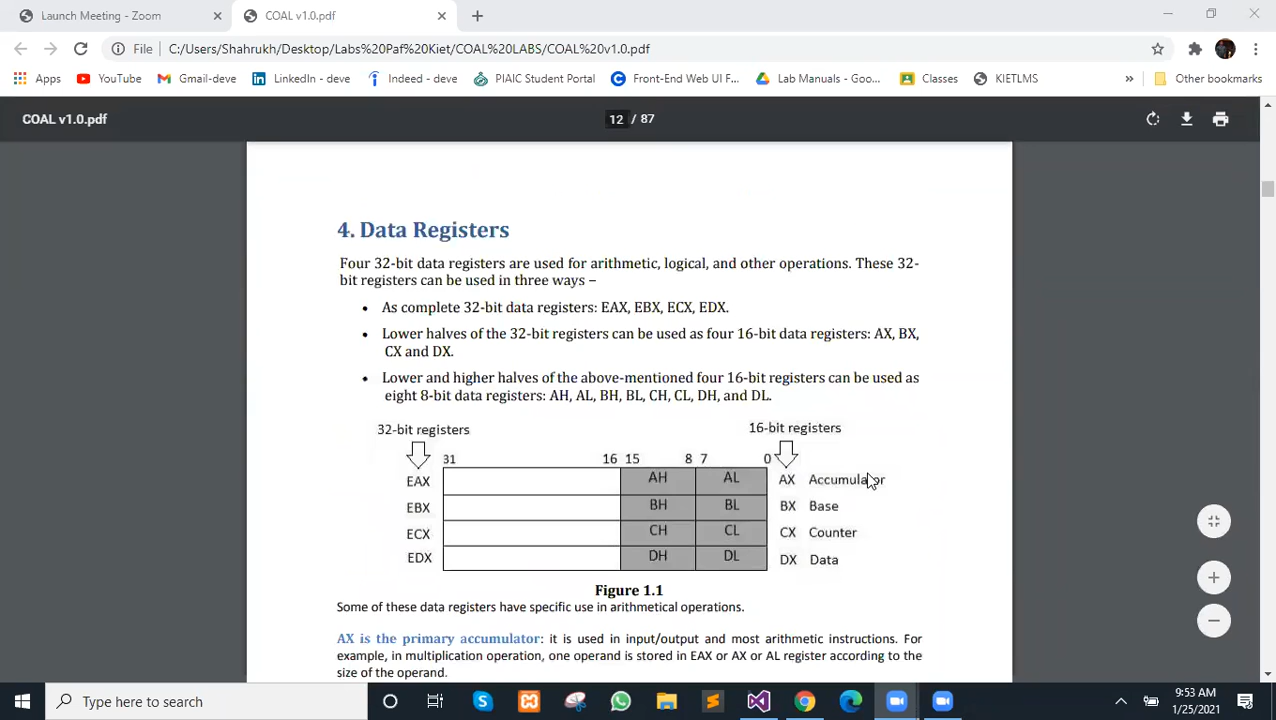 Launch Meeting - Zoom
COAL v1.0.pdf
File
C:/Users/Shahrukh/Desktop/Labs%20Paf%20Kiet/COAL%20LABS/COAL%20v1.0.pdf
Apps
YouTube
Gmail-deve
LinkedIn - deve
Indeed - deve
PIAIC Student Portal
Front-End Web UI F...
Lab Manuals - Goo...
Classes
KIETLMS
»
Other bookmarks
COAL v1.0.pdf
12 / 87
4. Data Registers
Four 32-bit data registers are used for arithmetic, logical, and other operations. These 32-
bit registers can be used in three ways –
• As complete 32-bit data registers: EAX, EBX, ECX, EDX.
• Lower halves of the 32-bit registers can be used as four 16-bit data registers: AX, BX,
CX and DX.
• Lower and higher halves of the above-mentioned four 16-bit registers can be used as
eight 8-bit data registers: AH, AL, BH, BL, CH, CL, DH, and DL.
32-bit registers
16-bit registers
31 16 15 8 7 0
EAX AH AL AX Accumulator
EBX BH BL BX Base
ECX CH CL CX Counter
EDX DH DL DX Data
Figure 1.1
Some of these data registers have specific use in arithmetical operations.
AX is the primary accumulator: it is used in input/output and most arithmetic instructions. For
example, in multiplication operation, one operand is stored in EAX or AX or AL register according to the
size of the operand.
Type here to search
9:53 AM
1/25/2021